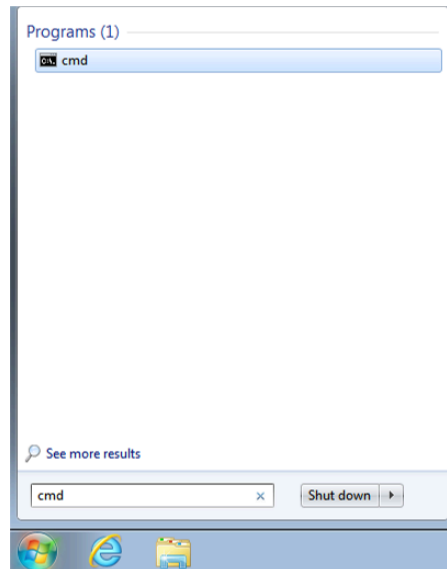 Programs (1)
C:\.
cmd
See more results
cmd
Shut down